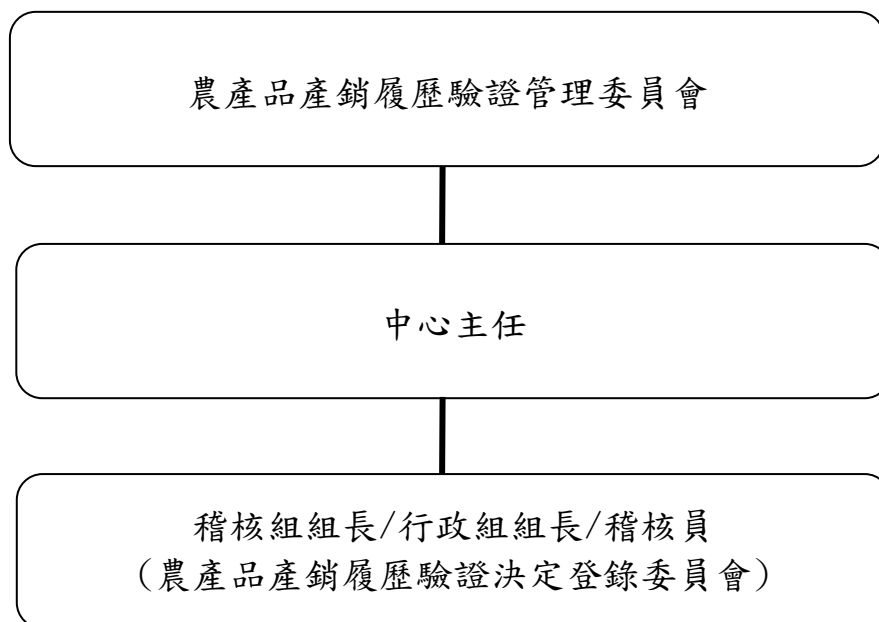 農產品產銷履歷驗證管理委員會
中心主任
稽核組組長/行政組組長/稽核員
(農產品產銷履歷驗證決定登錄委員會)